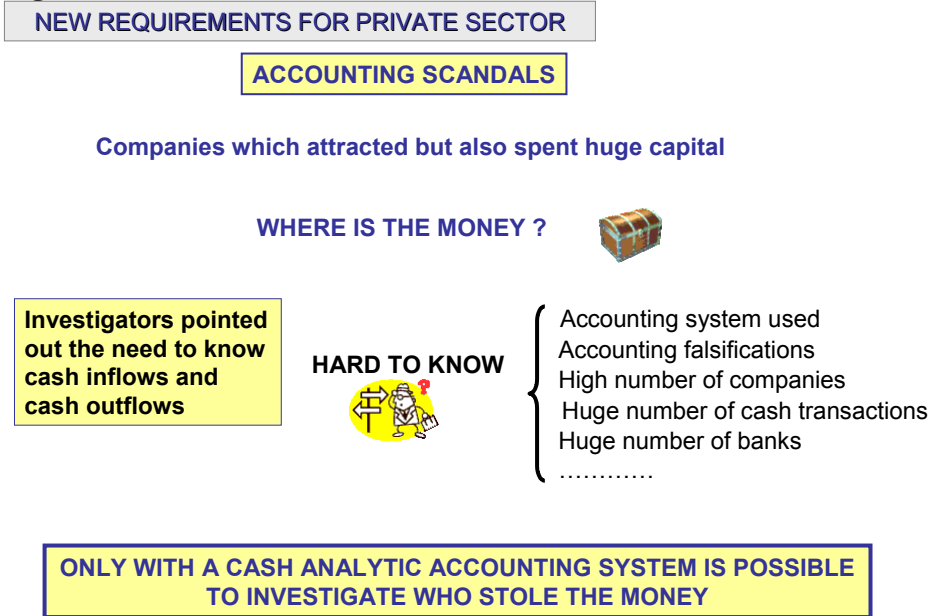 NEW REQUIREMENTS FOR PRIVATE SECTOR
ACCOUNTING SCANDALS
Companies which attracted but also spent huge capital
WHERE IS THE MONEY ?
Investigators pointed
out the need to know
cash inflows and
cash outflows
HARD TO KNOW
?
Accounting system used
Accounting falsifications
High number of companies
Huge number of cash transactions
Huge number of banks
…………
ONLY WITH A CASH ANALYTIC ACCOUNTING SYSTEM IS POSSIBLE
TO INVESTIGATE WHO STOLE THE MONEY